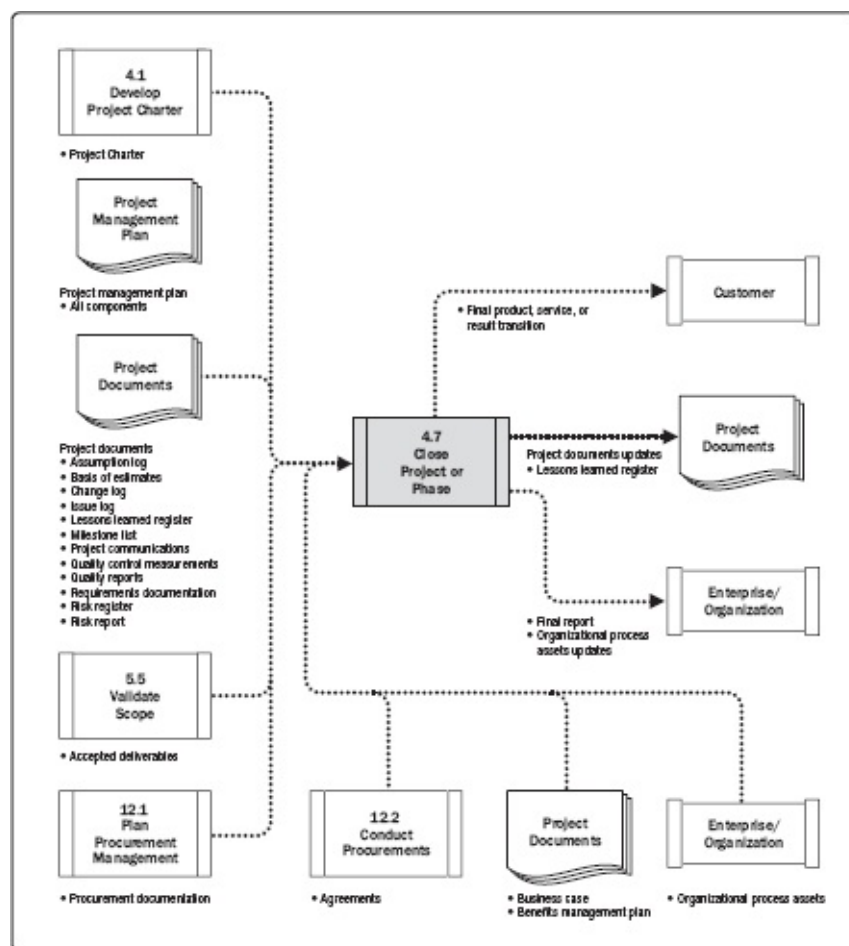 4.1
Develop
Project Charter
• Project Charter
Project
Management
Plan
Project management plan
• All components
Project
Documents
Project documents
• Assumption log
• Basis of estimates
• Change log
• Issue log
• Lessons learned register
• Milestone list
• Project communications
• Quality control measurements
• Quality reports
• Requirements documentation
• Risk register
• Risk report
5.5
Validate
Scope
• Accepted deliverables
12.1
Plan
Procurement
Management
• Procurement documentation
4.7
Close
Project or
Phase
• Final product, service, or
result transition
Customer
Project documents updates
• Lessons learned register
Project
Documents
• Final report
• Organizational process
assets updates
Enterprise/
Organization
12.2
Conduct
Procurements
• Agreements
Project
Documents
• Business case
• Benefits management plan
Enterprise/
Organization
• Organizational process assets